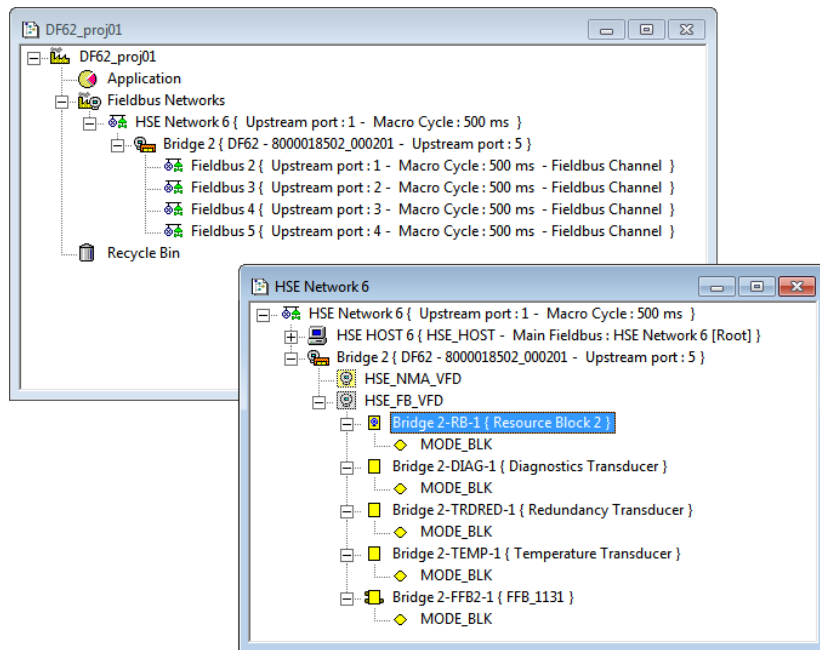 DF62_proj01
DF62_proj01
Application
Fieldbus Networks
HSE Network 6 { Upstream port : 1 - Macro Cycle : 500 ms }
Bridge 2 { DF62 - 8000018502_000201 - Upstream port : 5 }
Fieldbus 2 { Upstream port : 1 - Macro Cycle : 500 ms - Fieldbus Channel }
Fieldbus 3 { Upstream port : 2 - Macro Cycle : 500 ms - Fieldbus Channel }
Fieldbus 4 { Upstream port : 3 - Macro Cycle : 500 ms - Fieldbus Channel }
Fieldbus 5 { Upstream port : 4 - Macro Cycle : 500 ms - Fieldbus Channel }
Recycle Bin
HSE Network 6
HSE Network 6 { Upstream port : 1 - Macro Cycle : 500 ms }
HSE HOST 6 { HSE_HOST - Main Fieldbus : HSE Network 6 [Root] }
Bridge 2 { DF62 - 8000018502_000201 - Upstream port : 5 }
HSE_NMA_VFD
HSE_FB_VFD
Bridge 2-RB-1 { Resource Block 2 }
MODE_BLK
Bridge 2-DIAG-1 { Diagnostics Transducer }
MODE_BLK
Bridge 2-TRDRED-1 { Redundancy Transducer }
MODE_BLK
Bridge 2-TEMP-1 { Temperature Transducer }
MODE_BLK
Bridge 2-FFB2-1 { FFB_1131 }
MODE_BLK